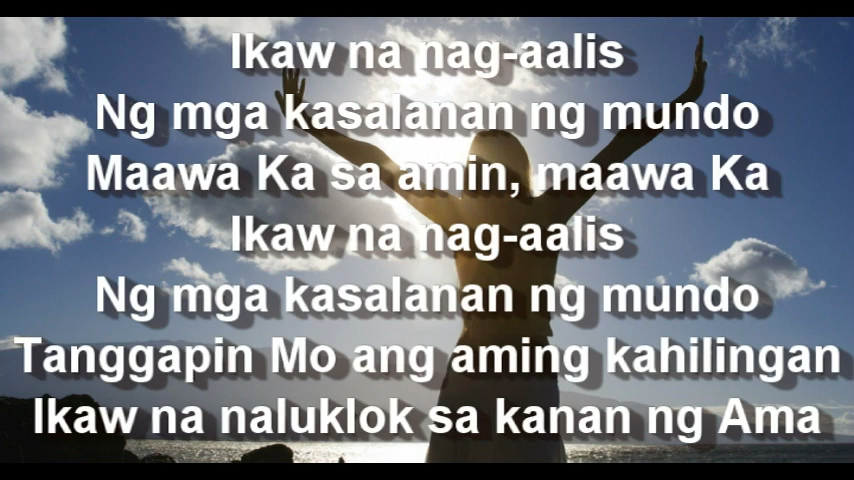 Ikaw na nag-aalis
Ng mga kasalanan ng mundo
Maawa Ka sa amin, maawa Ka
Ikaw na nag-aalis
Ng mga kasalanan ng mundo
Tanggapin Mo ang aming kahilingan
Ikaw na naluklok sa kanan ng Ama